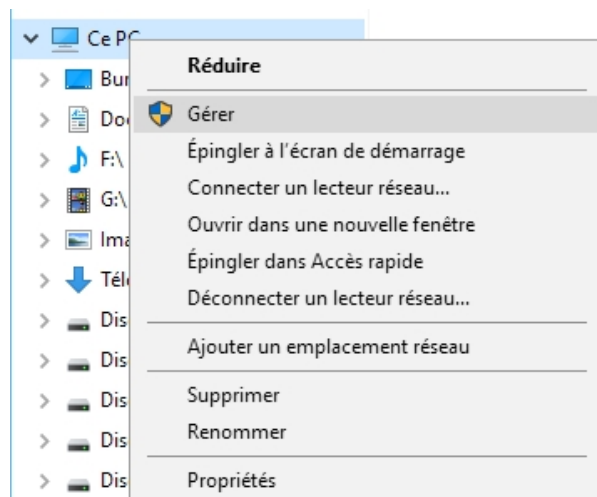 Ce PC
Réduire
Gérer
Épingler à l'écran de démarrage
F:\
Connecter un lecteur réseau...
G:\
Ouvrir dans une nouvelle fenêtre
Épingler dans Accès rapide
Déconnecter un lecteur réseau...
Ajouter un emplacement réseau
Supprimer
Renommer
Propriétés